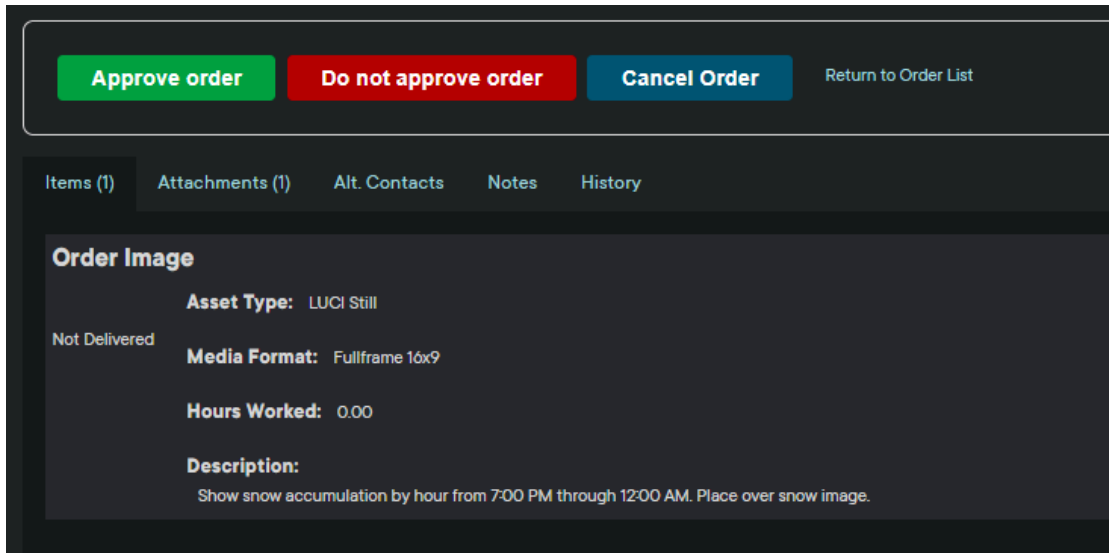 Approve order
Do not approve order
Cancel Order
Return to Order List
Items (1)
Attachments (1)
Alt. Contacts
Notes
History
Order Image
Asset Type: LUCI Still
Not Delivered
Media Format: Fullframe 16x9
Hours Worked: 0.00
Description:
Show snow accumulation by hour from 7:00 PM through 12:00 AM. Place over snow image.